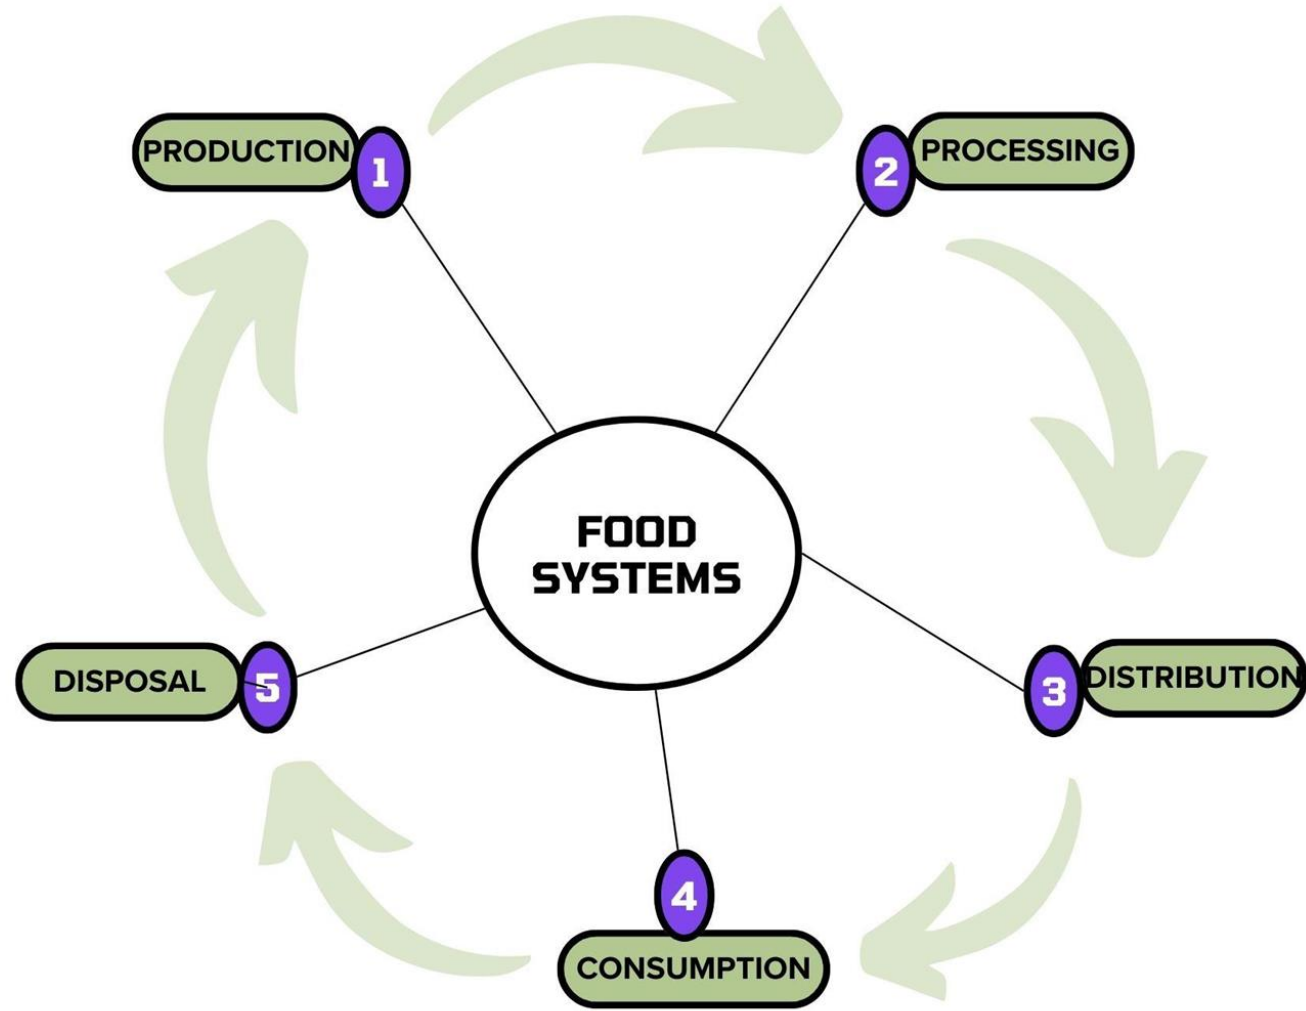 PRODUCTION
1
2
PROCESSING
FOOD
SYSTEMS
DISPOSAL
5
3
DISTRIBUTION
4
CONSUMPTION